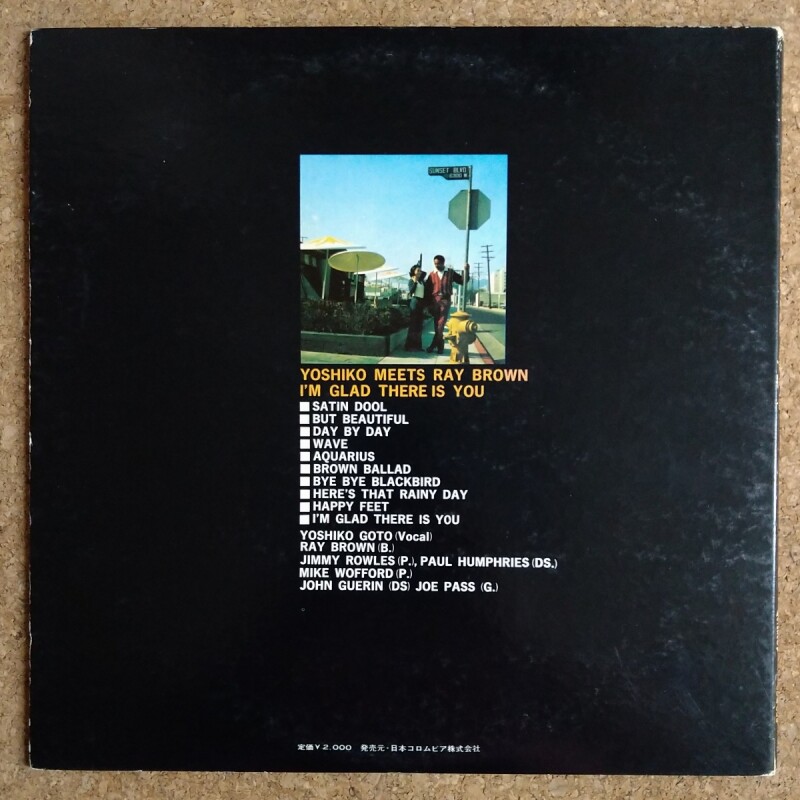 SUNSET BLVD
YOSHIKO MEETS RAY BROWN
I'M GLAD THERE IS YOU
■SATIN DOOL
■BUT BEAUTIFUL
■DAY BY DAY
■WAVE
■AQUARIUS
■BROWN BALLAD
■BYE BYE BLACKBIRD
■HERE'S THAT RAINY DAY
■HAPPY FEET
■I'M GLAD THERE IS YOU
YOSHIKO GOTO (Vocal)
RAY BROWN (B.)
JIMMY ROWLES (P.), PAUL HUMPHRIES (DS.)
MIKE WOFFORD (P.)
JOHN GUERIN (DS) JOE PASS (G.)
定価￥2,000 発売元・日本コロムビア株式会社